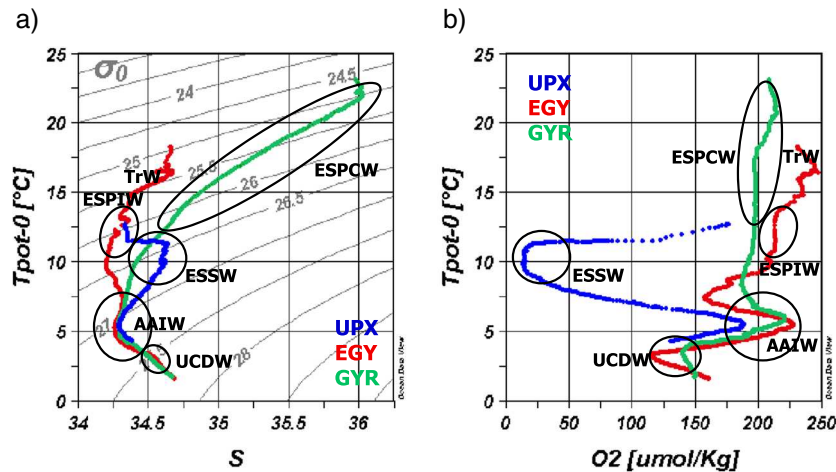 a)
b)
Tpot-0 [°C]
25
20
15
10
5
0
σ0
24.5
24
25
25.5
26
26.5
27
28
TrW
ESPIW
ESPCW
ESSW
AAIW
UCDW
UPX
EGY
GYR
34
34.5
35
35.5
36
S
Ocean Data View
Tpot-0 [°C]
25
20
15
10
5
0
UPX
EGY
GYR
ESPCW
TrW
ESPIW
ESSW
AAIW
UCDW
0
50
100
150
200
250
O2 [umol/Kg]
Ocean Data View